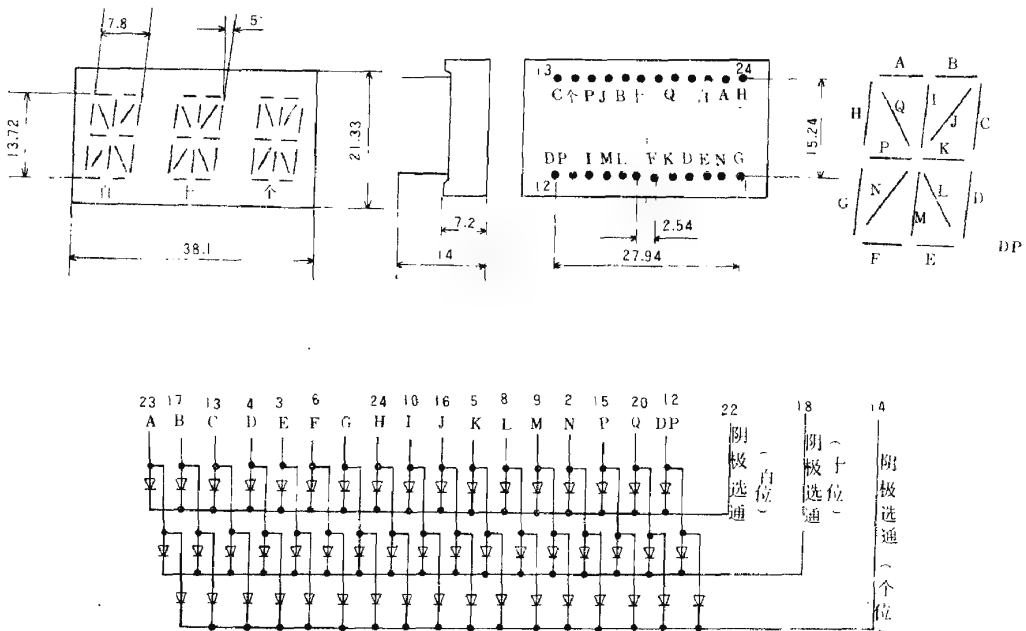 7.8
5
13.72
21.33
38.1
百 十 个
7.2
14
13 24
C 个 P J B 十 Q 百 A H
DP I M L F K D E N G
12 1
15.24
2.54
27.94
A B
H Q I J C
P K
G N M L D
F E DP
23 17 13 4 3 6 24 10 16 5 8 9 2 15 20 12
A B C D E F G H I J K L M N P Q DP
22 18 14
阴极选通(百位)
阴极选通(十位)
阴极选通(个位